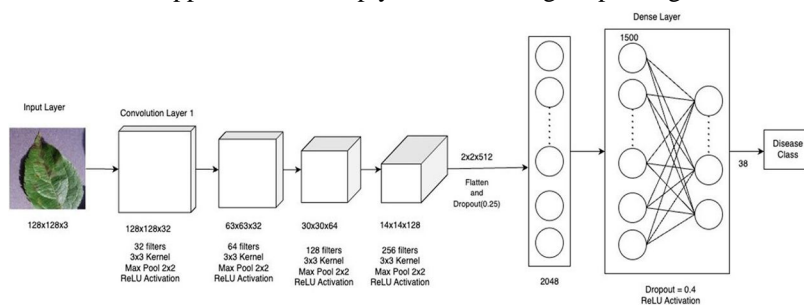 Dense Layer
1500
Input Layer
Convolution Layer 1
2x2x512
Flatten
and
Dropout(0.25)
38
Disease
Class
128x128x3
128x128x32
63x63x32
30x30x64
14x14x128
32 filters
3x3 Kernel
Max Pool 2x2
ReLU Activation
64 filters
3x3 Kernel
Max Pool 2x2
ReLU Activation
128 filters
3x3 Kernel
Max Pool 2x2
ReLU Activation
256 filters
3x3 Kernel
Max Pool 2x2
ReLU Activation
2048
Dropout = 0.4
ReLU Activation